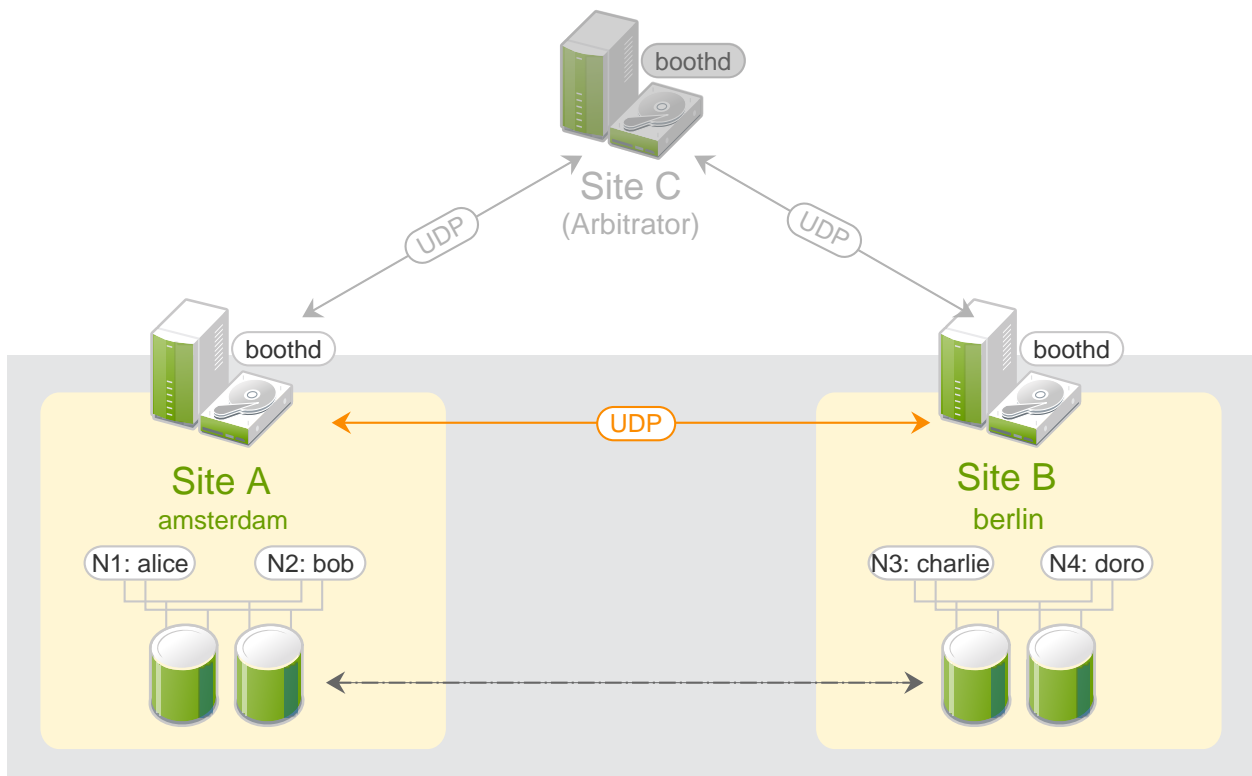 boothd
Site C
(Arbitrator)
UDP
UDP
boothd
boothd
UDP
Site A
amsterdam
Site B
berlin
N1: alice
N2: bob
N3: charlie
N4: doro